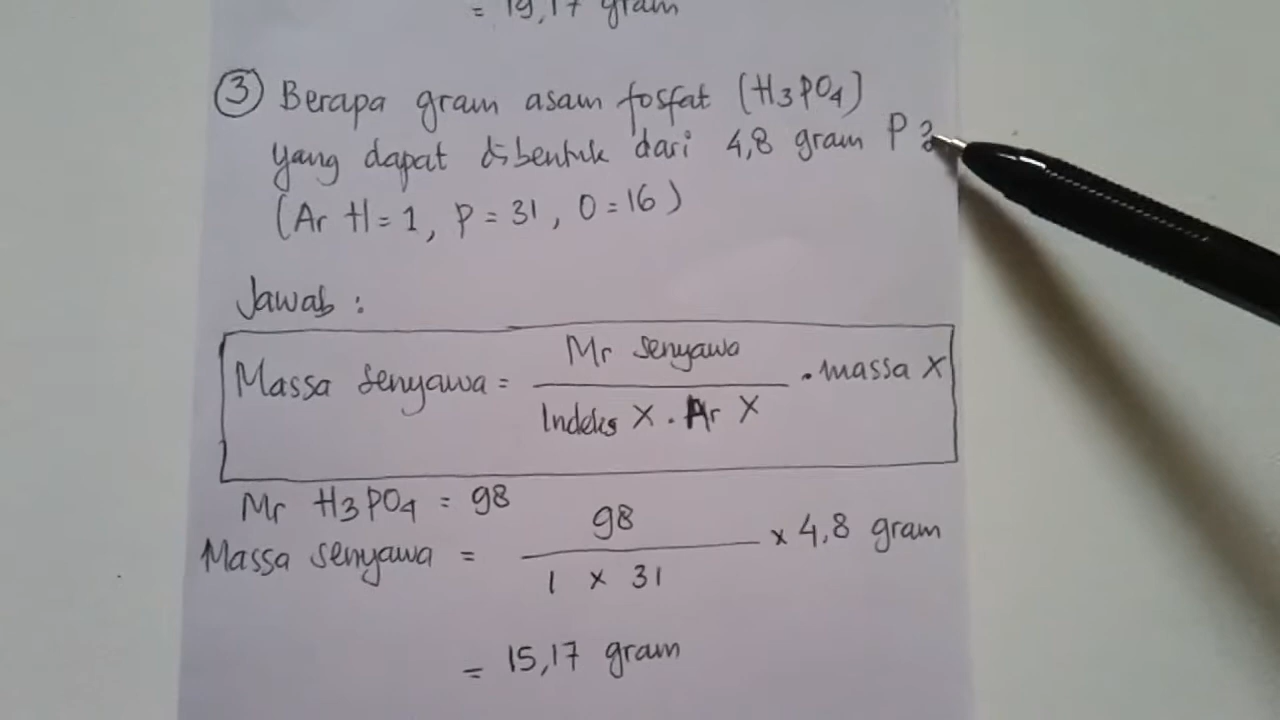 = 19,17 gram
③ Berapa gram asam fosfat (H3PO4)
yang dapat dibentuk dari 4,8 gram P?
(Ar H = 1, P = 31, O = 16)
Jawab :
Massa senyawa = Mr senyawa . massa X
Indeks X . Ar X
Mr H3PO4 = 98
Massa senyawa = 98 x 4,8 gram
1 x 31
= 15,17 gram